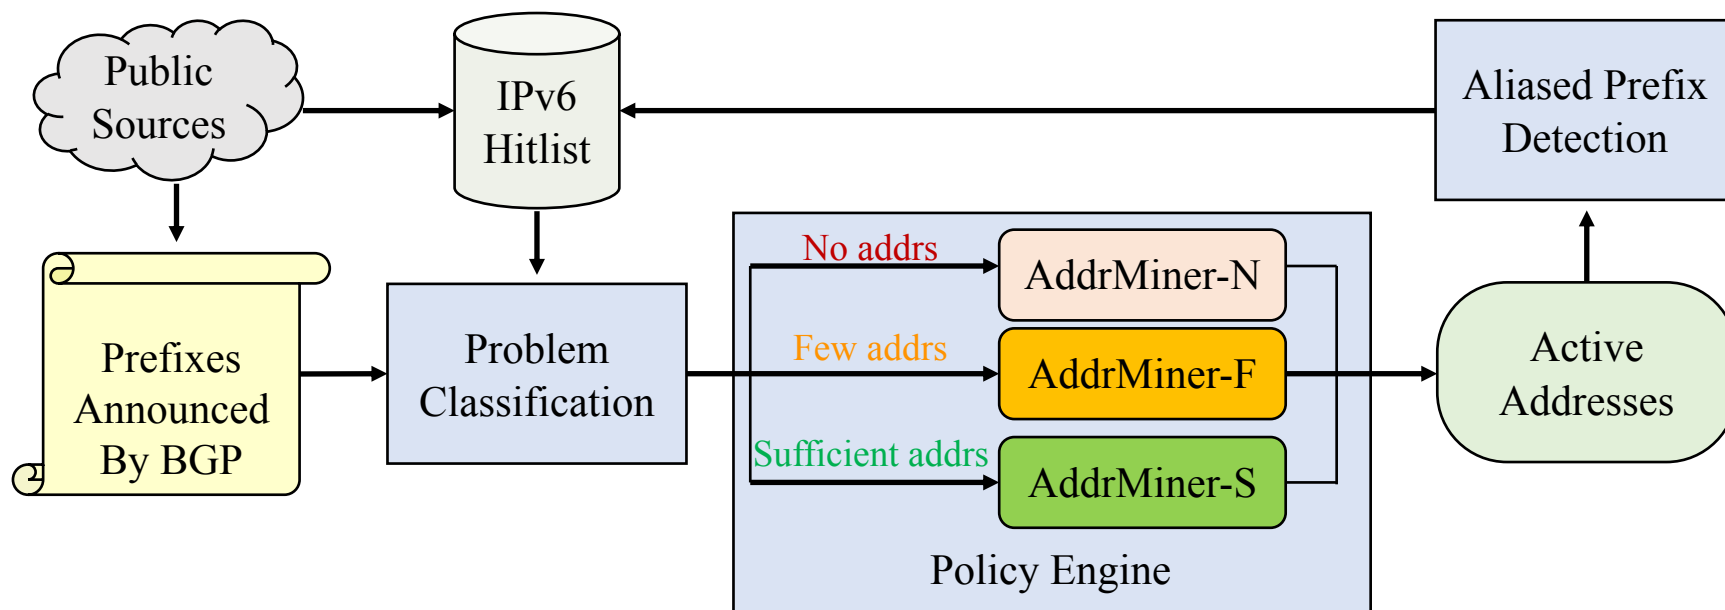 Public
Sources
IPv6
Hitlist
Aliased Prefix
Detection
Prefixes
Announced
By BGP
Problem
Classification
No addrs
AddrMiner-N
Few addrs
AddrMiner-F
Sufficient addrs
AddrMiner-S
Policy Engine
Active
Addresses